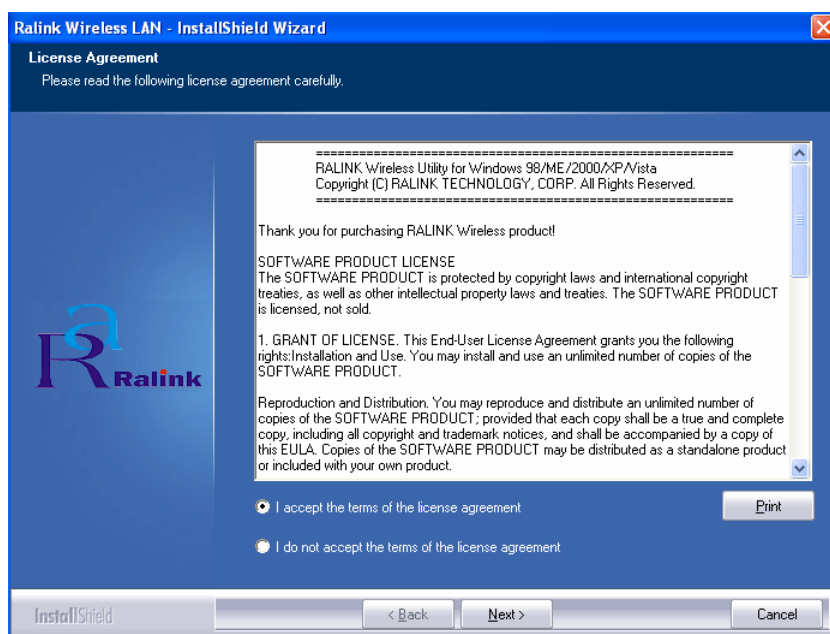 Ralink Wireless LAN - InstallShield Wizard
License Agreement
Please read the following license agreement carefully.
=========================================================
RALINK Wireless Utility for Windows 98/ME/2000/XP/Vista
Copyright (C) RALINK TECHNOLOGY, CORP. All Rights Reserved.
=========================================================
Thank you for purchasing RALINK Wireless product!
SOFTWARE PRODUCT LICENSE
The SOFTWARE PRODUCT is protected by copyright laws and international copyright
treaties, as well as other intellectual property laws and treaties. The SOFTWARE PRODUCT
is licensed, not sold.
1. GRANT OF LICENSE. This End-User License Agreement grants you the following
rights:Installation and Use. You may install and use an unlimited number of copies of the
SOFTWARE PRODUCT.
Reproduction and Distribution. You may reproduce and distribute an unlimited number of
copies of the SOFTWARE PRODUCT; provided that each copy shall be a true and complete
copy, including all copyright and trademark notices, and shall be accompanied by a copy of
this EULA. Copies of the SOFTWARE PRODUCT may be distributed as a standalone product
or included with your own product.
Ra
Ralink
I accept the terms of the license agreement
Print
I do not accept the terms of the license agreement
InstallShield
< Back
Next >
Cancel